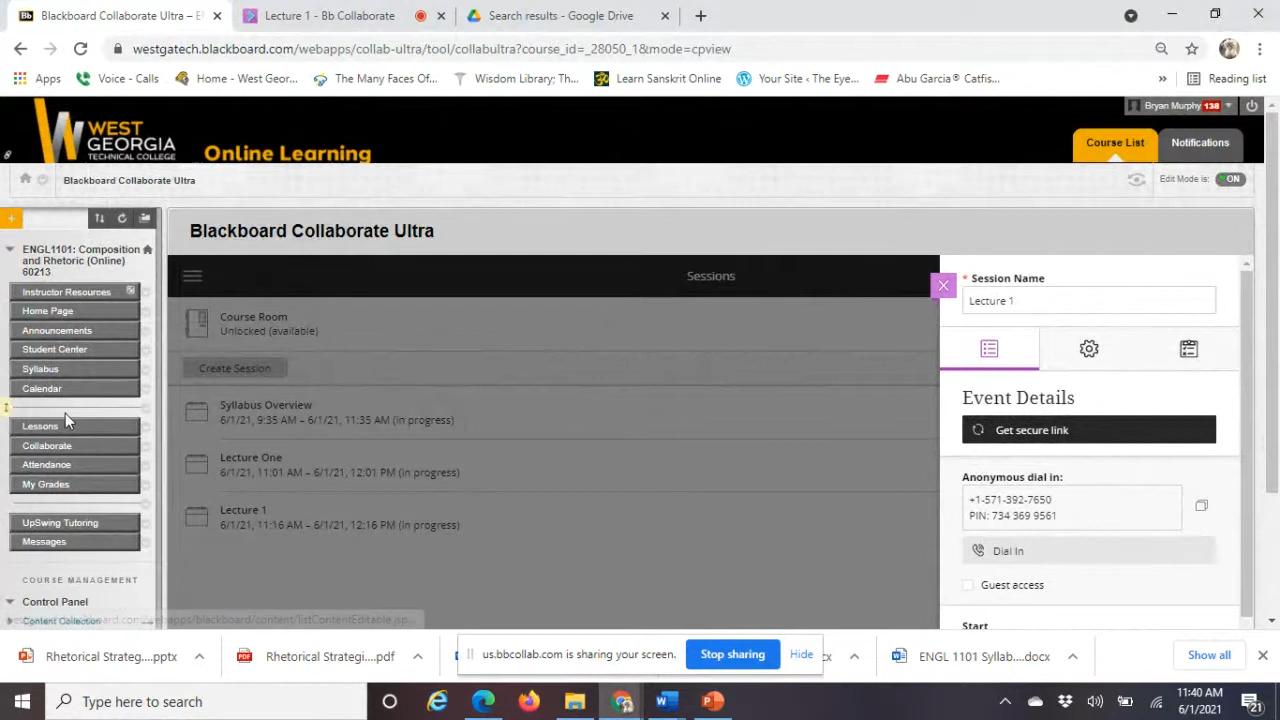 Blackboard Collaborate Ultra – E
Lecture 1 - Bb Collaborate
Search results - Google Drive
westgatech.blackboard.com/webapps/collab-ultra/tool/collabultra?course_id=_28050_1&mode=cpview
Apps
Voice - Calls
Home - West Geor...
The Many Faces Of...
Wisdom Library; Th...
Learn Sanskrit Online
Your Site ‹ The Eye...
Abu Garcia® Catfis...
»
Reading list
WEST
GEORGIA
TECHNICAL COLLEGE
Online Learning
Bryan Murphy 138
Course List
Notifications
Blackboard Collaborate Ultra
Edit Mode is: ON
ENGL1101: Composition
and Rhetoric (Online)
60213
Instructor Resources
Home Page
Announcements
Student Center
Syllabus
Calendar
Lessons
Collaborate
Attendance
My Grades
UpSwing Tutoring
Messages
COURSE MANAGEMENT
Control Panel
Content Collection
Blackboard Collaborate Ultra
Sessions
Course Room
Unlocked (available)
Create Session
Syllabus Overview
6/1/21, 9:35 AM – 6/1/21, 11:35 AM (in progress)
Lecture One
6/1/21, 11:01 AM – 6/1/21, 12:01 PM (in progress)
Lecture 1
6/1/21, 11:16 AM – 6/1/21, 12:16 PM (in progress)
* Session Name
Lecture 1
Event Details
Get secure link
Anonymous dial in:
+1-571-392-7650
PIN: 734 369 9561
Dial In
Guest access
Start
Rhetorical Strateg....pptx
Rhetorical Strategi....pdf
us.bbcollab.com is sharing your screen.
Stop sharing
Hide
cx
ENGL 1101 Syllab....docx
Show all
Type here to search
11:40 AM
6/1/2021
21